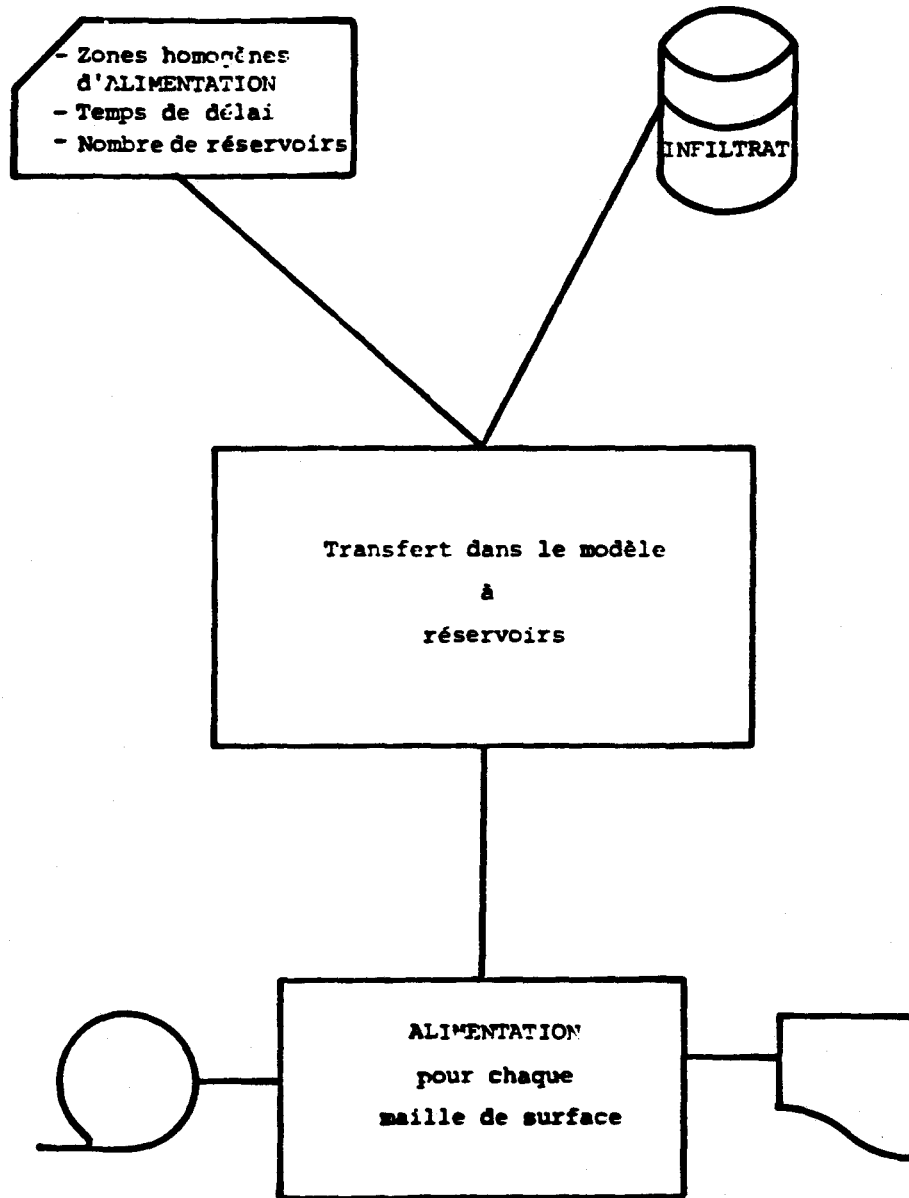 - Zones homogènes
d'ALIMENTATION
- Temps de délai
- Nombre de réservoirs
INFILTRAT
Transfert dans le modèle
à
réservoirs
ALIMENTATION
pour chaque
maille de surface